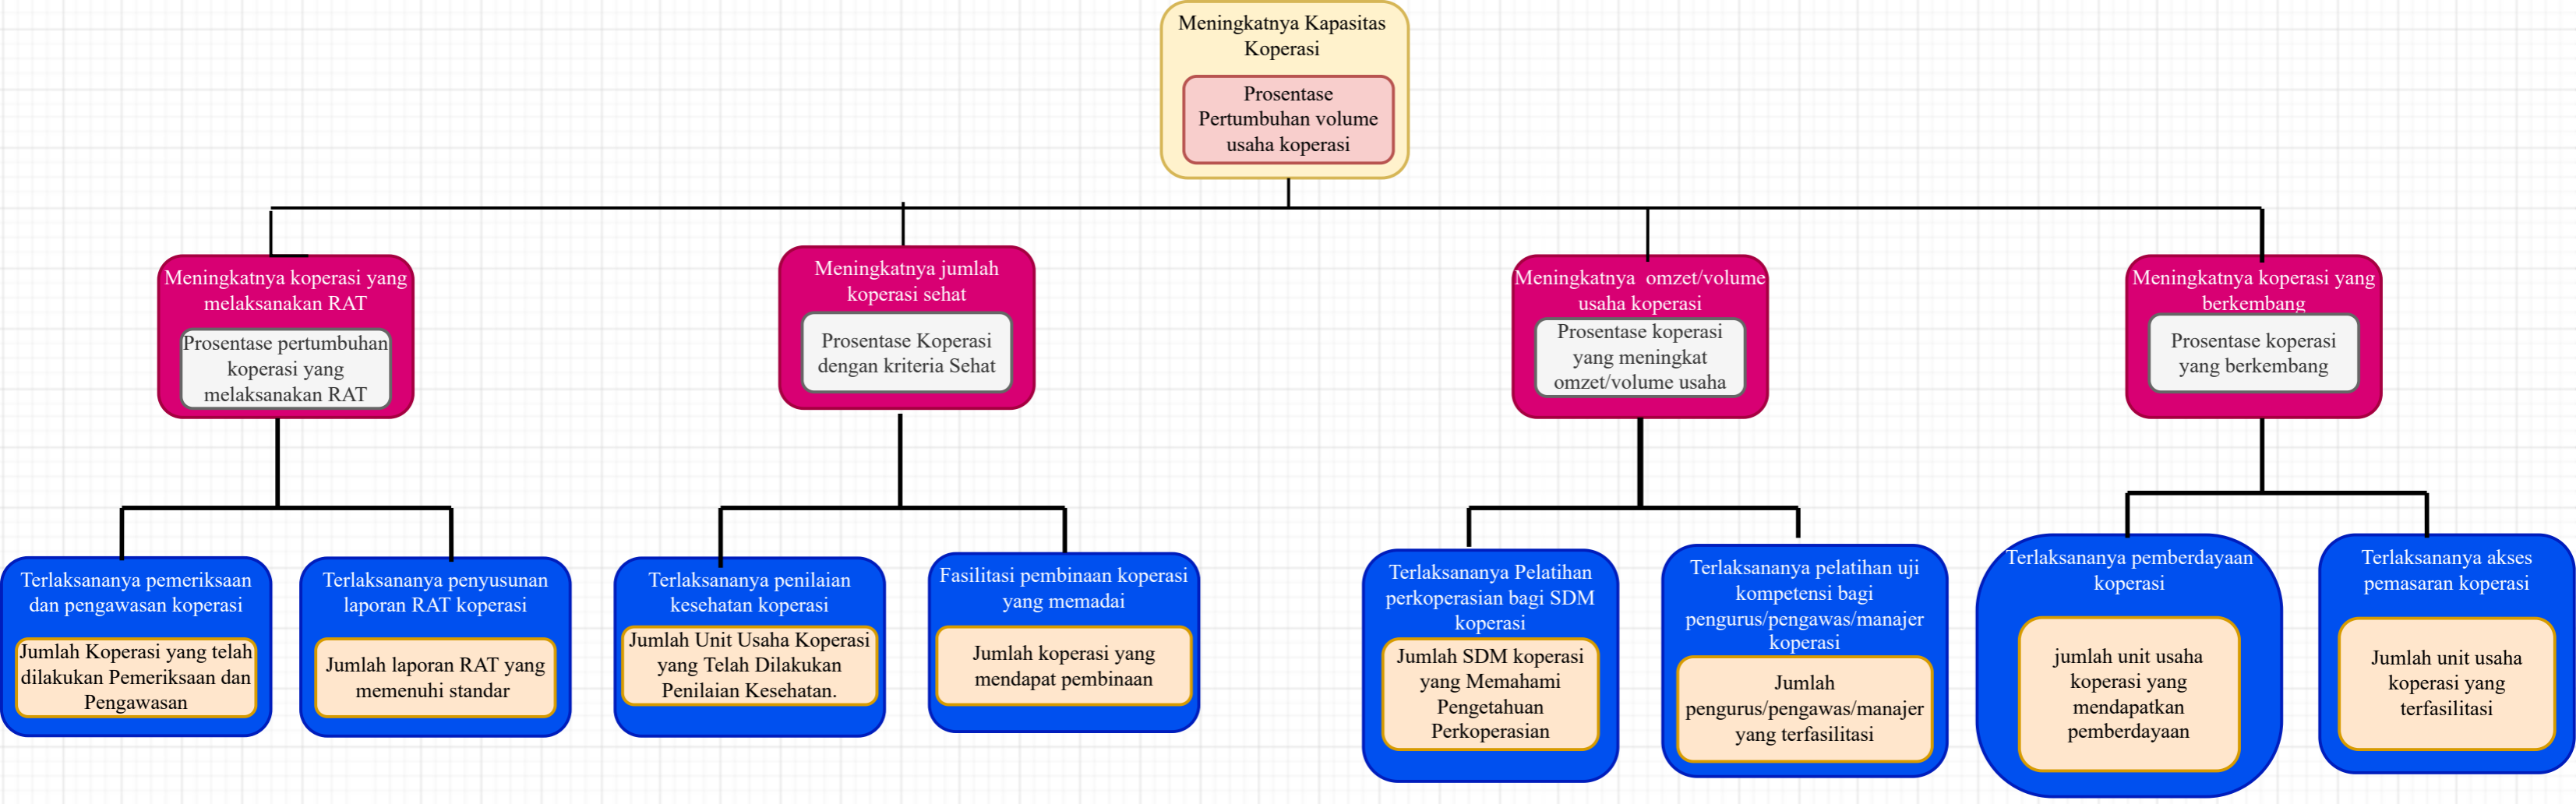 Meningkatnya Kapasitas
Koperasi
Prosentase
Pertumbuhan volume
usaha koperasi
Meningkatnya koperasi yang
melaksanakan RAT
Prosentase pertumbuhan
koperasi yang
melaksanakan RAT
Meningkatnya jumlah
koperasi sehat
Prosentase Koperasi
dengan kriteria Sehat
Meningkatnya omzet/volume
usaha koperasi
Prosentase koperasi
yang meningkat
omzet/volume usaha
Meningkatnya koperasi yang
berkembang
Prosentase koperasi
yang berkembang
Terlaksananya pemeriksaan
dan pengawasan koperasi
Jumlah Koperasi yang telah
dilakukan Pemeriksaan dan
Pengawasan
Terlaksananya penyusunan
laporan RAT koperasi
Jumlah laporan RAT yang
memenuhi standar
Terlaksananya penilaian
kesehatan koperasi
Jumlah Unit Usaha Koperasi
yang Telah Dilakukan
Penilaian Kesehatan.
Fasilitasi pembinaan koperasi
yang memadai
Jumlah koperasi yang
mendapat pembinaan
Terlaksananya Pelatihan
perkoperasian bagi SDM
koperasi
Jumlah SDM koperasi
yang Memahami
Pengetahuan
Perkoperasian
Terlaksananya pelatihan uji
kompetensi bagi
pengurus/pengawas/manajer
koperasi
Jumlah
pengurus/pengawas/manajer
yang terfasilitasi
Terlaksananya pemberdayaan
koperasi
jumlah unit usaha
koperasi yang
mendapatkan
pemberdayaan
Terlaksananya akses
pemasaran koperasi
Jumlah unit usaha
koperasi yang
terfasilitasi